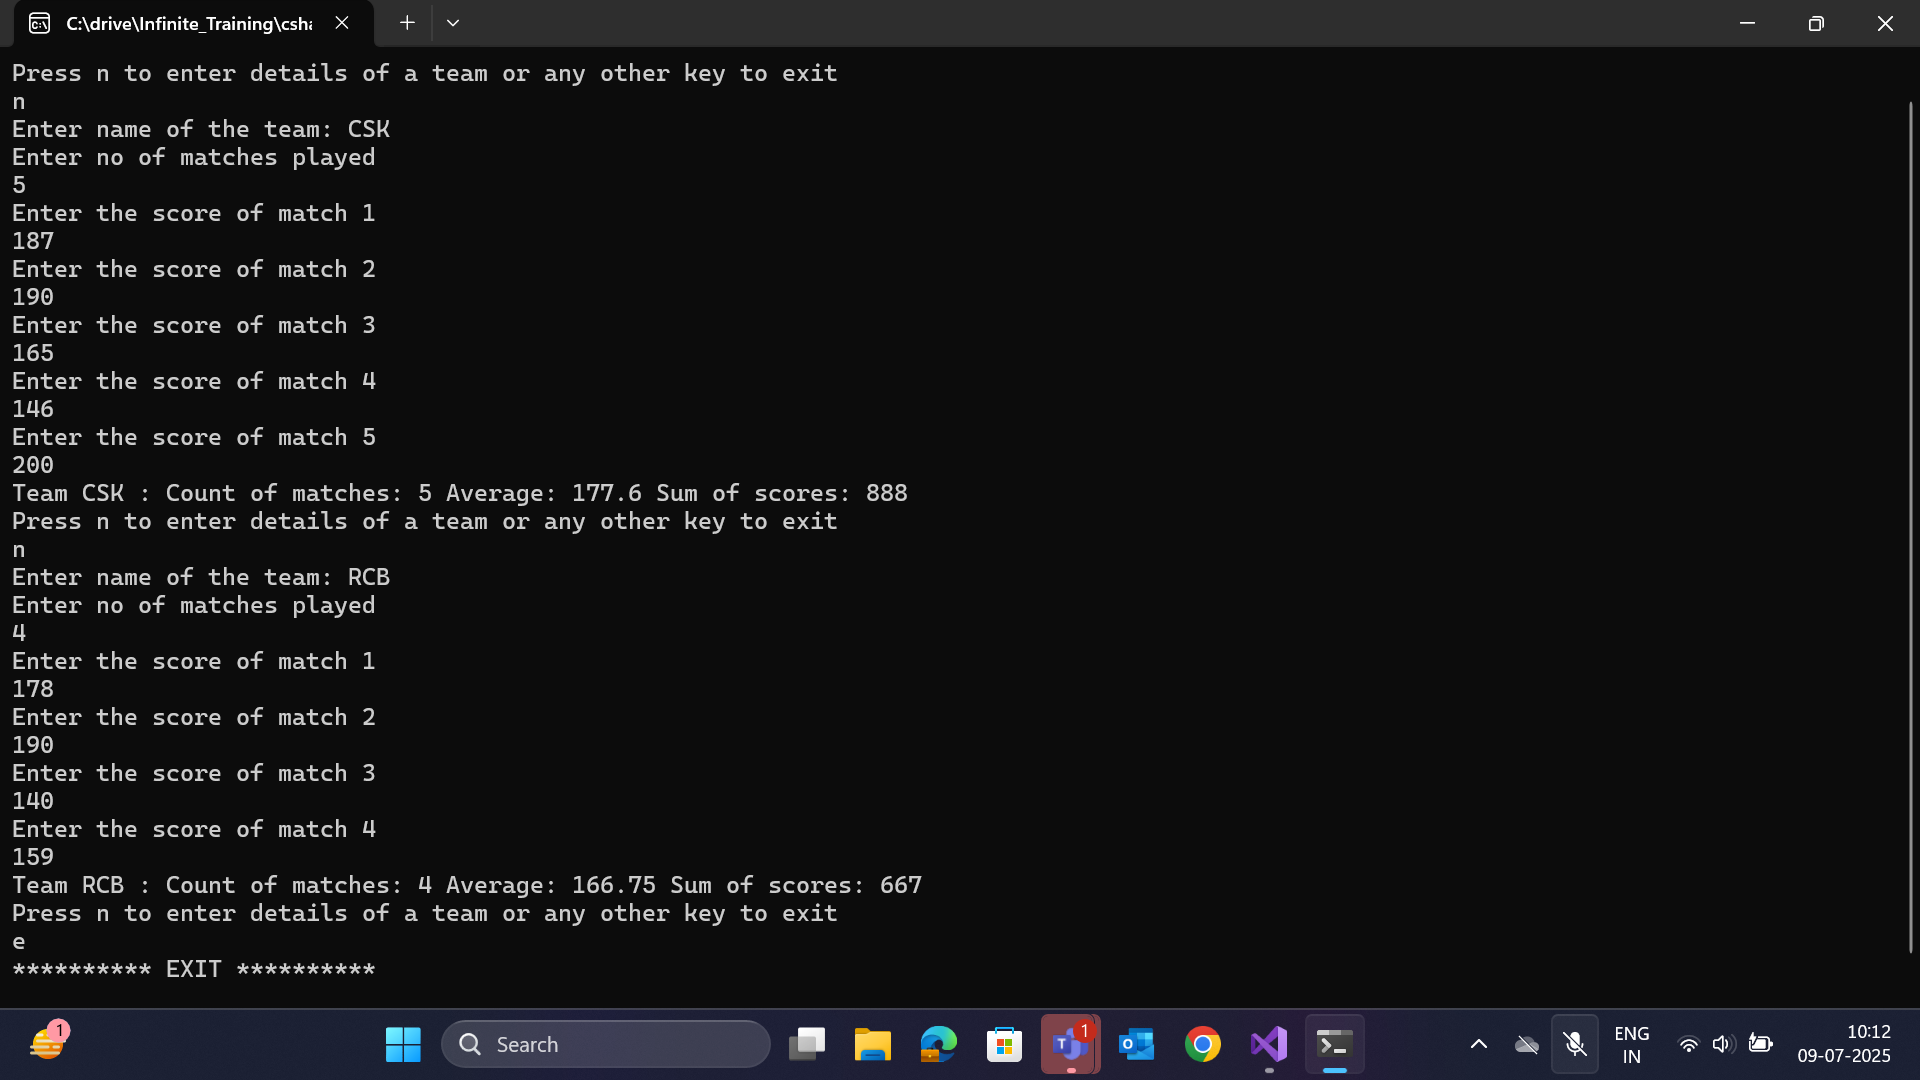 C:\drive\Infinite_Training\csha
Press n to enter details of a team or any other key to exit
n
Enter name of the team: CSK
Enter no of matches played
5
Enter the score of match 1
187
Enter the score of match 2
190
Enter the score of match 3
165
Enter the score of match 4
146
Enter the score of match 5
200
Team CSK : Count of matches: 5 Average: 177.6 Sum of scores: 888
Press n to enter details of a team or any other key to exit
n
Enter name of the team: RCB
Enter no of matches played
4
Enter the score of match 1
178
Enter the score of match 2
190
Enter the score of match 3
140
Enter the score of match 4
159
Team RCB : Count of matches: 4 Average: 166.75 Sum of scores: 667
Press n to enter details of a team or any other key to exit
e
********** EXIT **********
1
Search
1
ENG
IN
10:12
09-07-2025